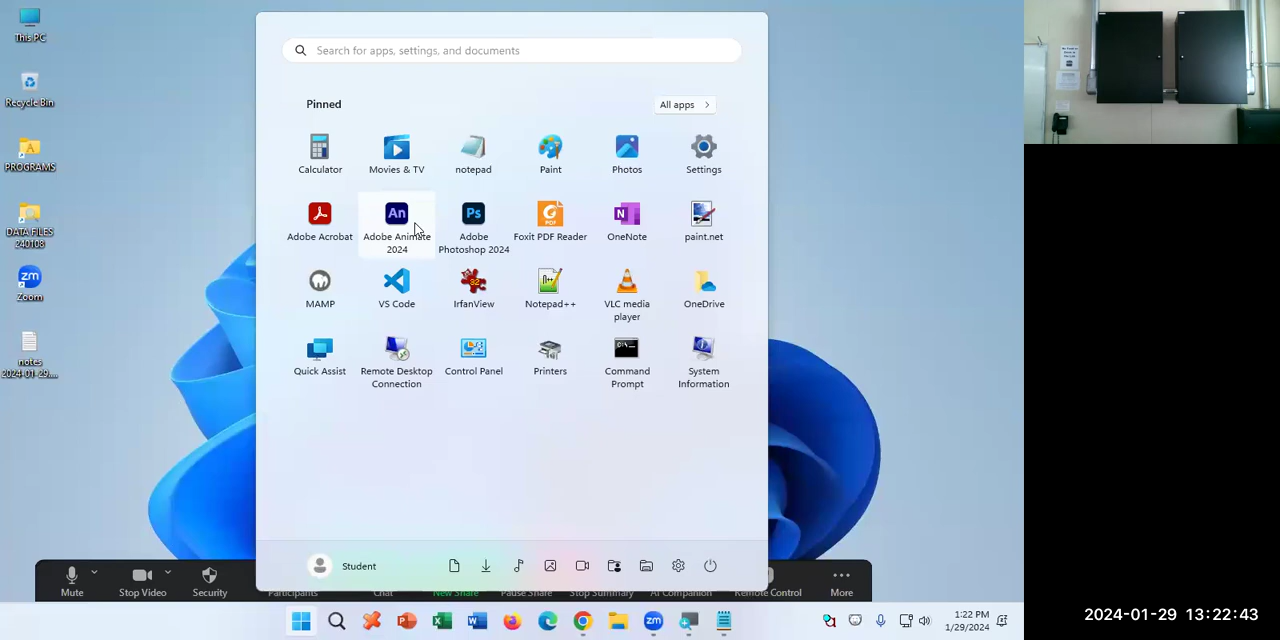 This PC
Recycle Bin
PROGRAMS
DATA FILES
240108
zm
Zoom
notes
2024-01-29....
Search for apps, settings, and documents
Pinned
All apps
Calculator
Movies & TV
notepad
Paint
Photos
Settings
An
Ps
Adobe Acrobat
Adobe Animate
2024
Adobe
Photoshop 2024
Foxit PDF Reader
OneNote
paint.net
MAMP
VS Code
IrfanView
Notepad++
VLC media
player
OneDrive
Quick Assist
Remote Desktop
Connection
Control Panel
Printers
Command
Prompt
System
Information
Student
Mute
Stop Video
Security
Participants
Chat
New Share
Pause Share
Stop Summary
AI Companion
Remote Control
More
1:22 PM
1/29/2024
2024-01-29 13:22:43